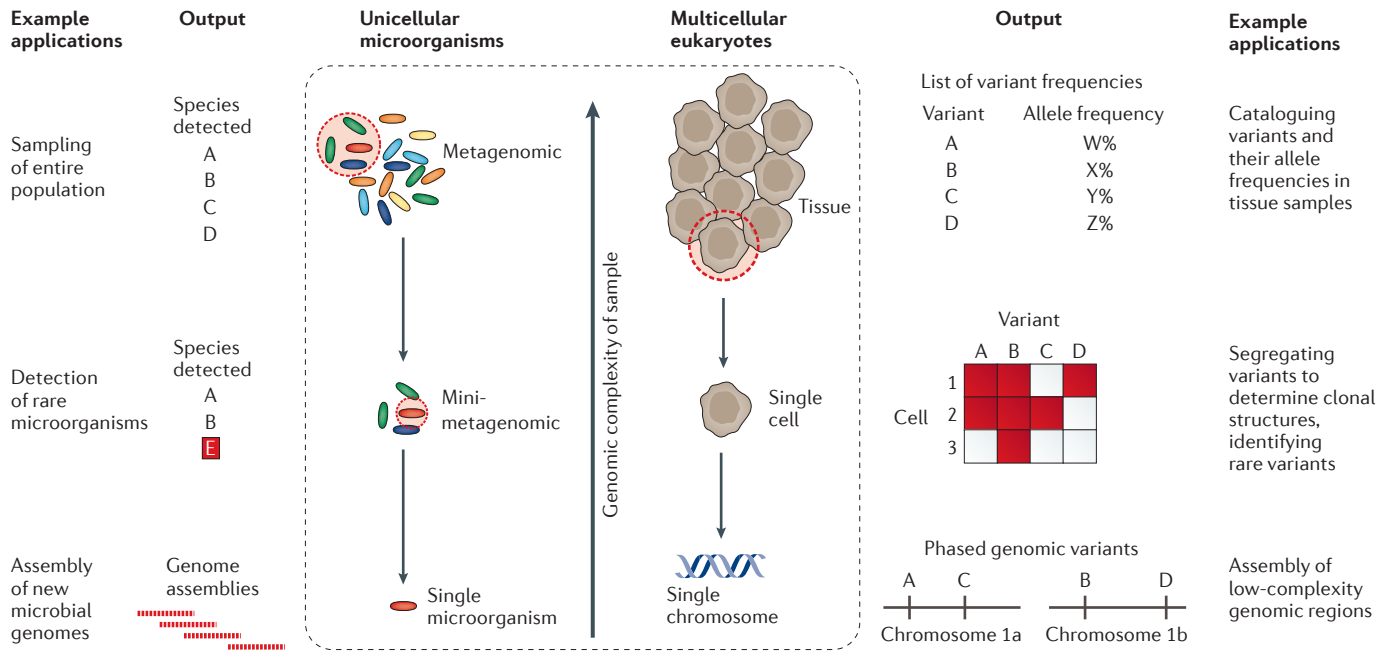 Example
applications
Output
Unicellular
microorganisms
Multicellular
eukaryotes
Output
Example
applications
Sampling
of entire
population
Species
detected
A
B
C
D
Metagenomic
Tissue
List of variant frequencies
Variant Allele frequency
A W%
B X%
C Y%
D Z%
Cataloguing
variants and
their allele
frequencies in
tissue samples
Genomic complexity of sample
Detection
of rare
microorganisms
Species
detected
A
B
E
Mini-
metagenomic
Single
cell
Variant
A B C D
1
Cell 2
3
Segregating
variants to
determine clonal
structures,
identifying
rare variants
Assembly
of new
microbial
genomes
Genome
assemblies
Single
microorganism
Single
chromosome
Phased genomic variants
A C B D
Chromosome 1a Chromosome 1b
Assembly of
low-complexity
genomic regions